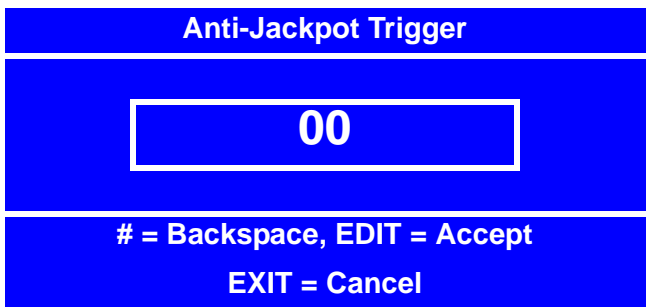 Anti-Jackpot Trigger
00
# = Backspace, EDIT = Accept
EXIT = Cancel